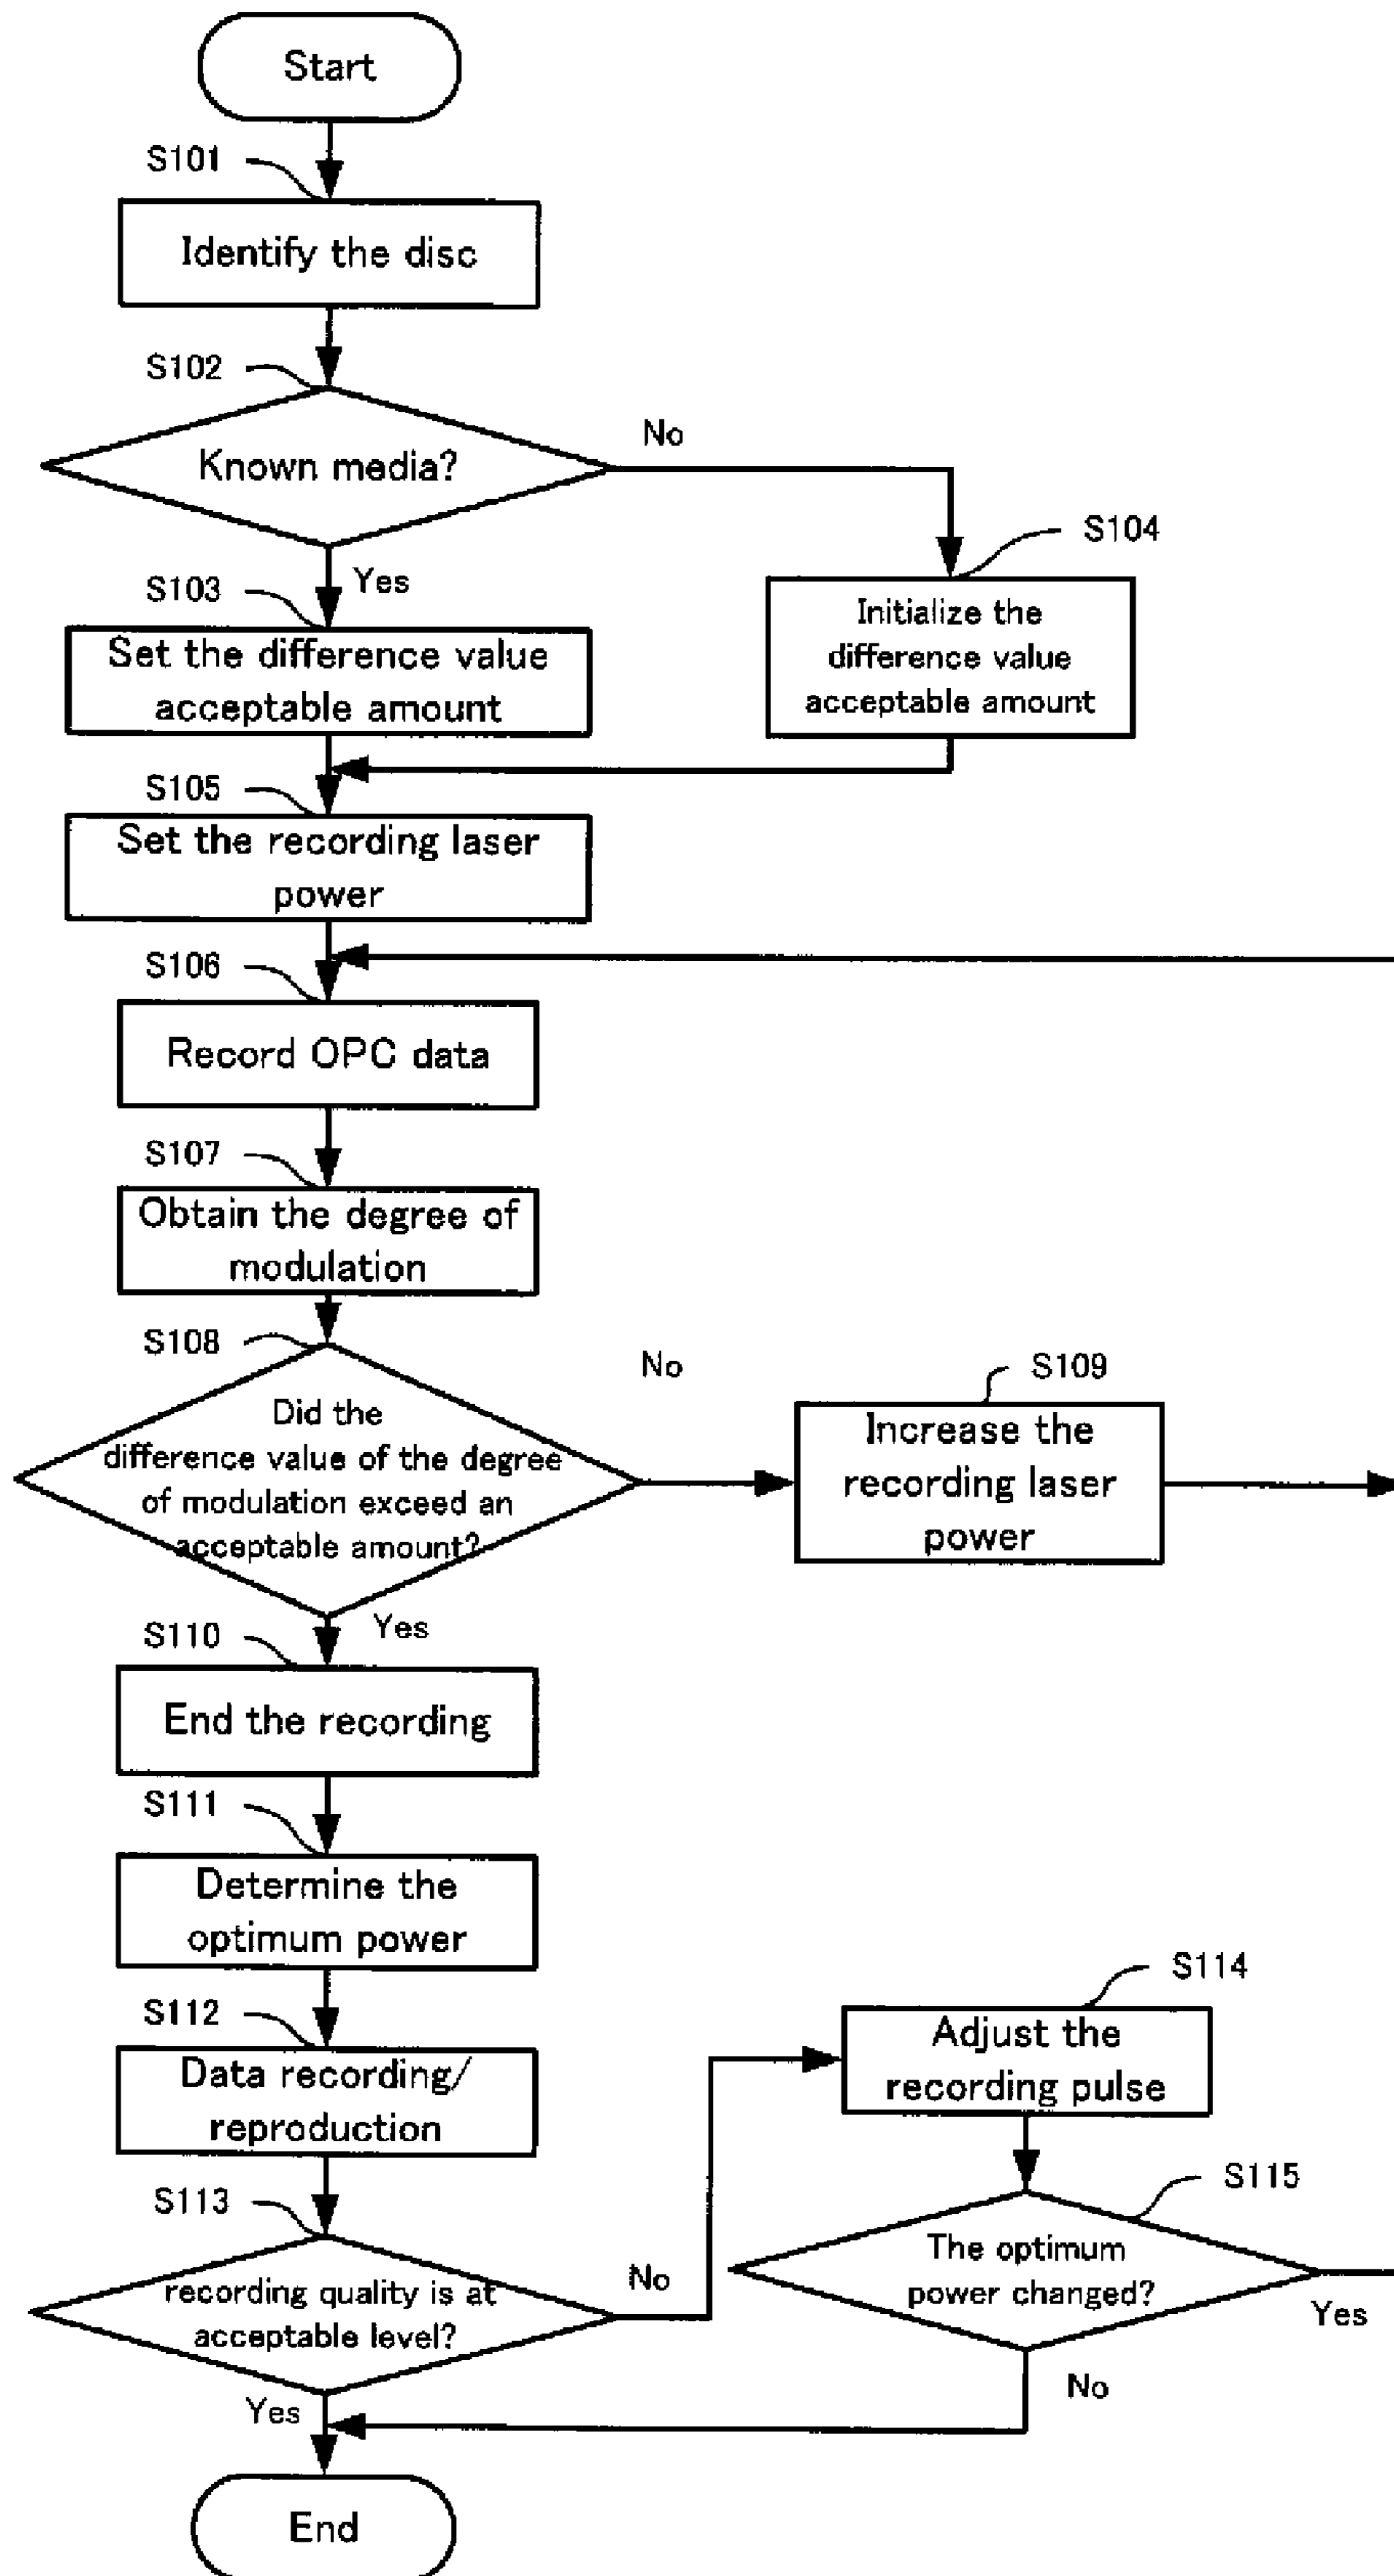 Start
S101
Identify the disc
S102
Known media?
No
Yes
S103
Set the difference value
acceptable amount
S104
Initialize the
difference value
acceptable amount
S105
Set the recording laser
power
S106
Record OPC data
S107
Obtain the degree of
modulation
S108
Did the
difference value of the degree
of modulation exceed an
acceptable amount?
No
S109
Increase the
recording laser
power
Yes
S110
End the recording
S111
Determine the
optimum power
S112
Data recording/
reproduction
S113
recording quality is at
acceptable level?
No
S114
Adjust the
recording pulse
S115
The optimum
power changed?
Yes
No
Yes
End